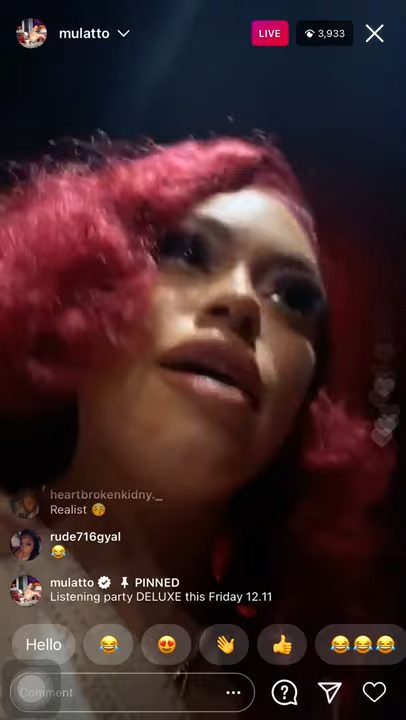 mulatto
LIVE
3,933
heartbrokenkidny._
Realist
rude716gyal
mulatto PINNED
Listening party DELUXE this Friday 12.11
Hello
Comment